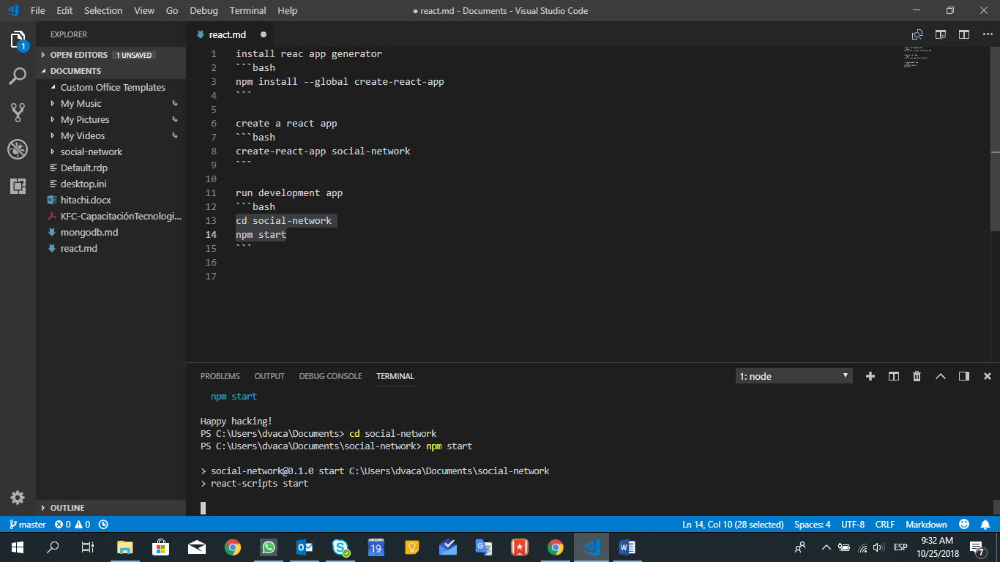 File Edit Selection View Go Debug Terminal Help
● react.md - Documents - Visual Studio Code
EXPLORER
OPEN EDITORS 1 UNSAVED
DOCUMENTS
Custom Office Templates
My Music
My Pictures
My Videos
social-network
Default.rdp
desktop.ini
hitachi.docx
KFC-CapacitaciónTecnologi...
mongodb.md
react.md
OUTLINE
1
react.md
1 install reac app generator
2 ```bash
3 npm install --global create-react-app
4 ```
5
6 create a react app
7 ```bash
8 create-react-app social-network
9 ```
10
11 run development app
12 ```bash
13 cd social-network
14 npm start
15 ```
16
17
PROBLEMS OUTPUT DEBUG CONSOLE TERMINAL
1: node
npm start
Happy hacking!
PS C:\Users\dvaca\Documents> cd social-network
PS C:\Users\dvaca\Documents\social-network> npm start
> social-network@0.1.0 start C:\Users\dvaca\Documents\social-network
> react-scripts start
master 0 0
Ln 14, Col 10 (28 selected) Spaces: 4 UTF-8 CRLF Markdown
19
ESP
9:32 AM
10/25/2018
7